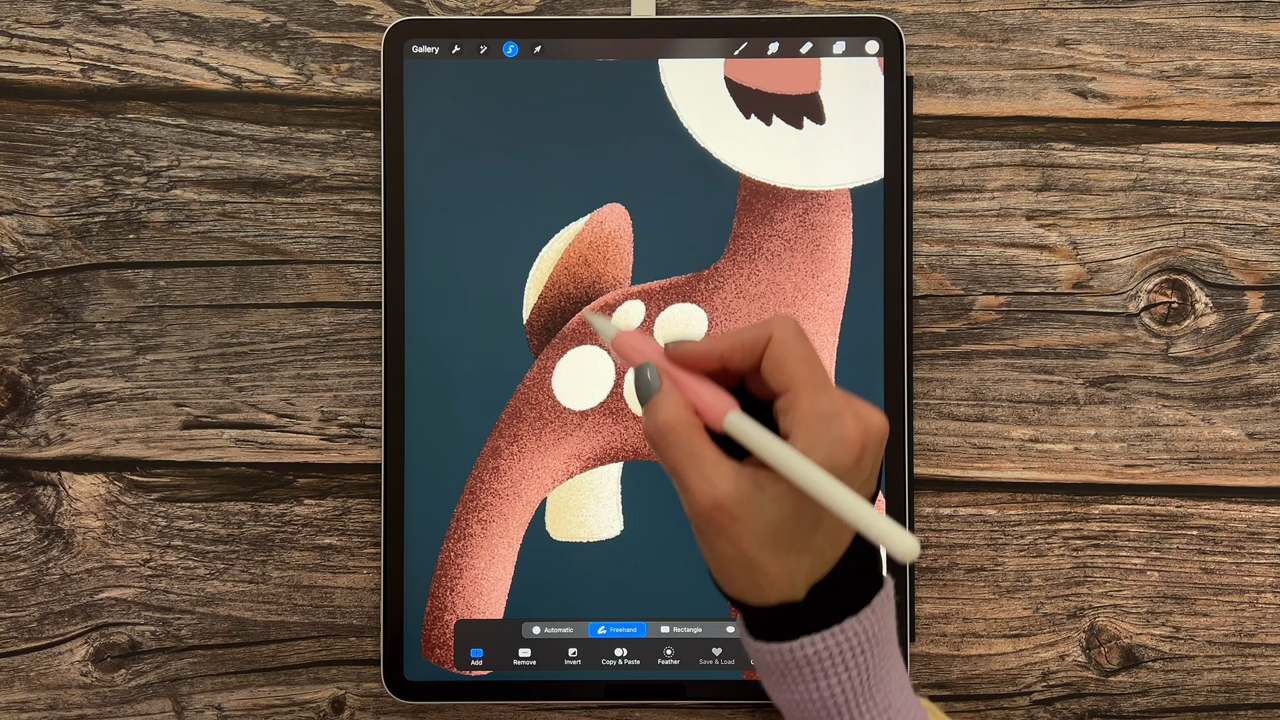 Gallery
Automatic Freehand Rectangle
Add Remove Invert Copy & Paste Feather Save & Load